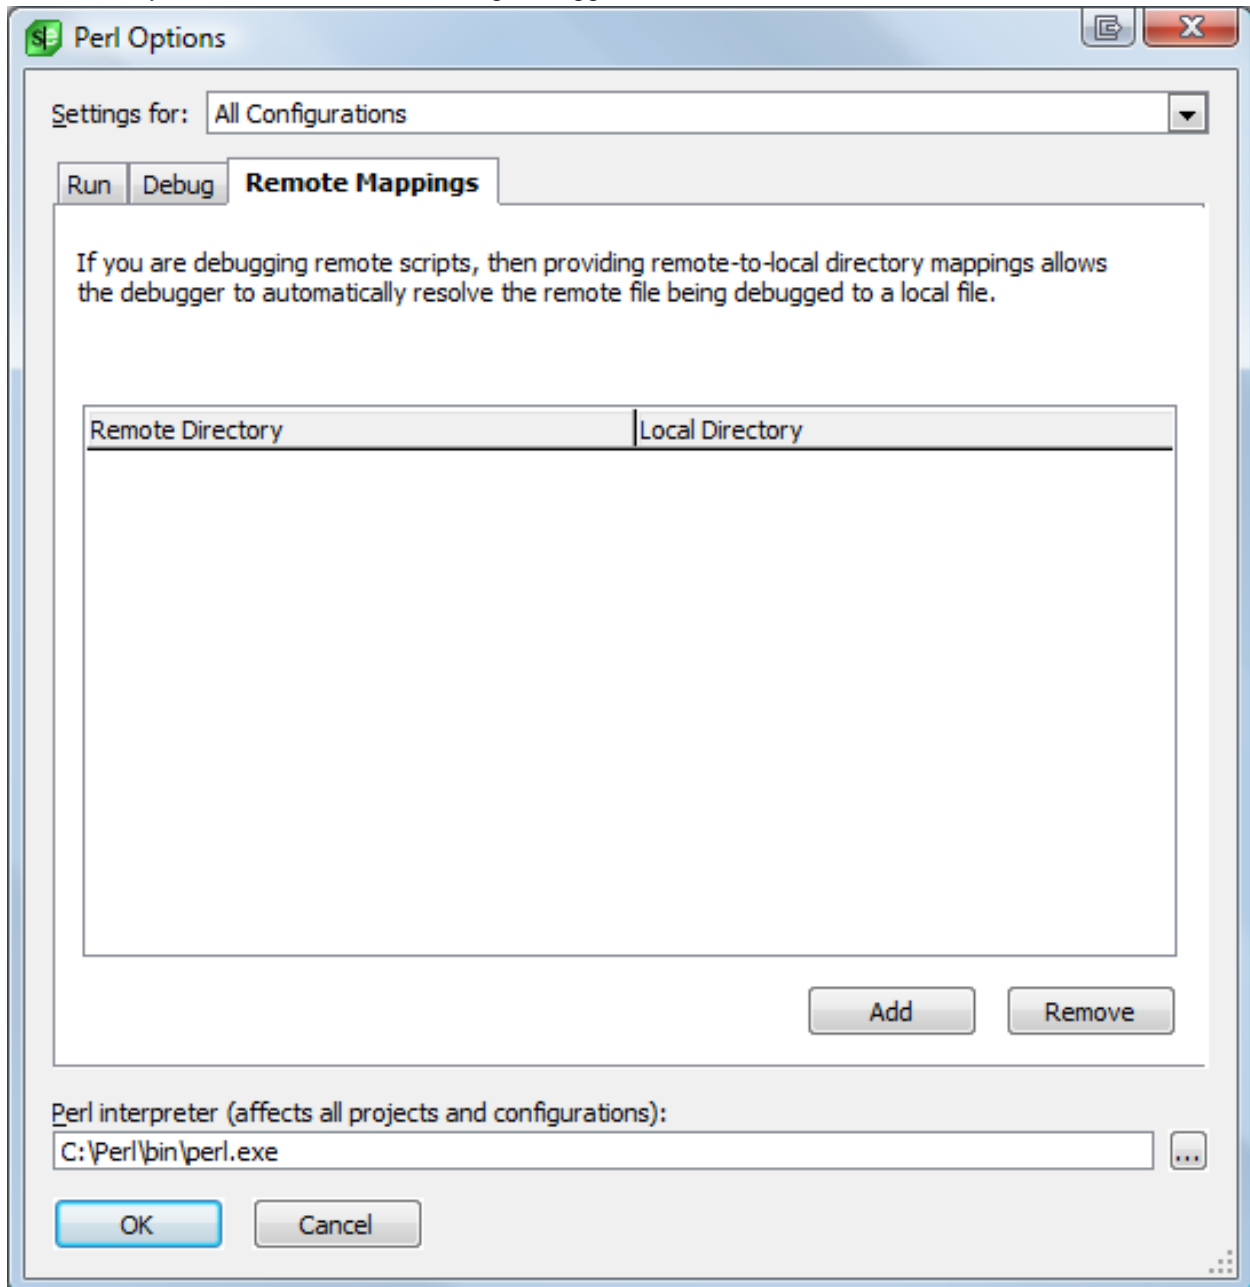 Perl Options
Settings for: All Configurations
Run Debug Remote Mappings
If you are debugging remote scripts, then providing remote-to-local directory mappings allows
the debugger to automatically resolve the remote file being debugged to a local file.
Remote Directory Local Directory
Add Remove
Perl interpreter (affects all projects and configurations):
C:\Perl\bin\perl.exe ...
OK Cancel